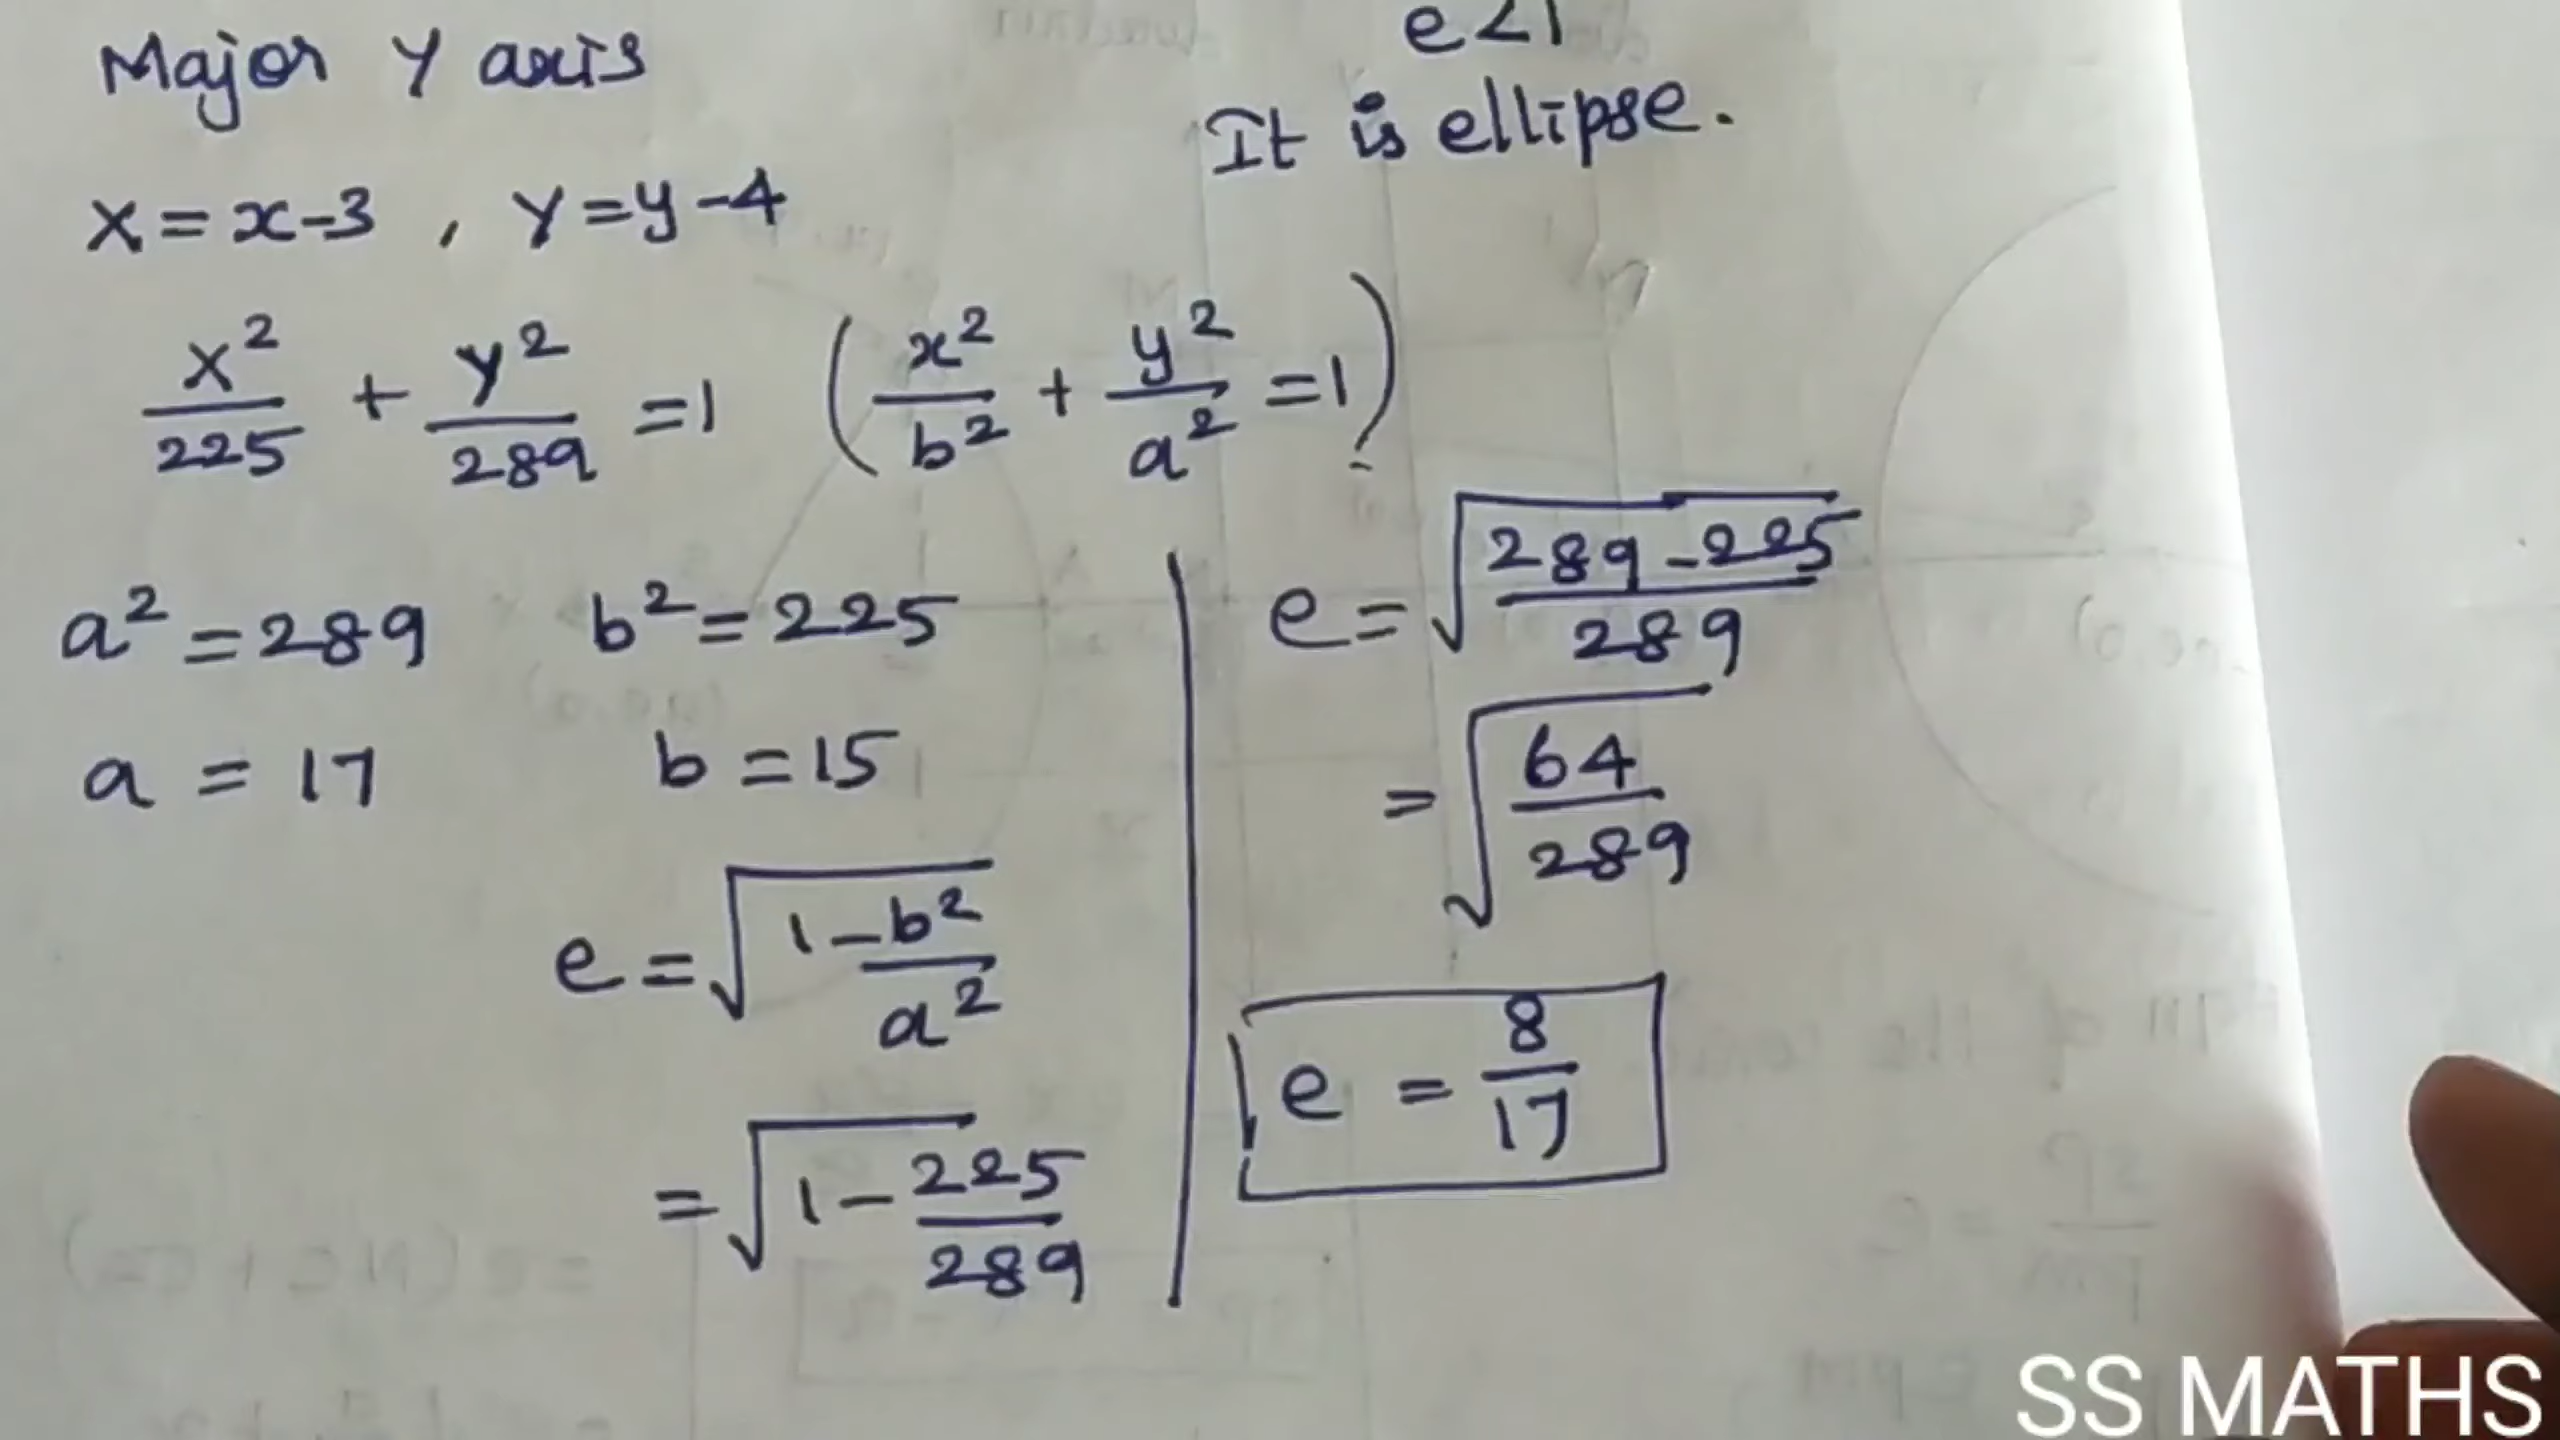 Major Y axis
e<1
It is ellipse.
X = x-3 , Y = y-4
X²/225 + Y²/289 = 1 (x²/b² + y²/a² = 1)
a² = 289 b² = 225
a = 17 b = 15
e = √(1 - b²/a²)
= √(1 - 225/289)
e = √((289 - 225)/289)
= √(64/289)
e = 8/17
SS MATHS